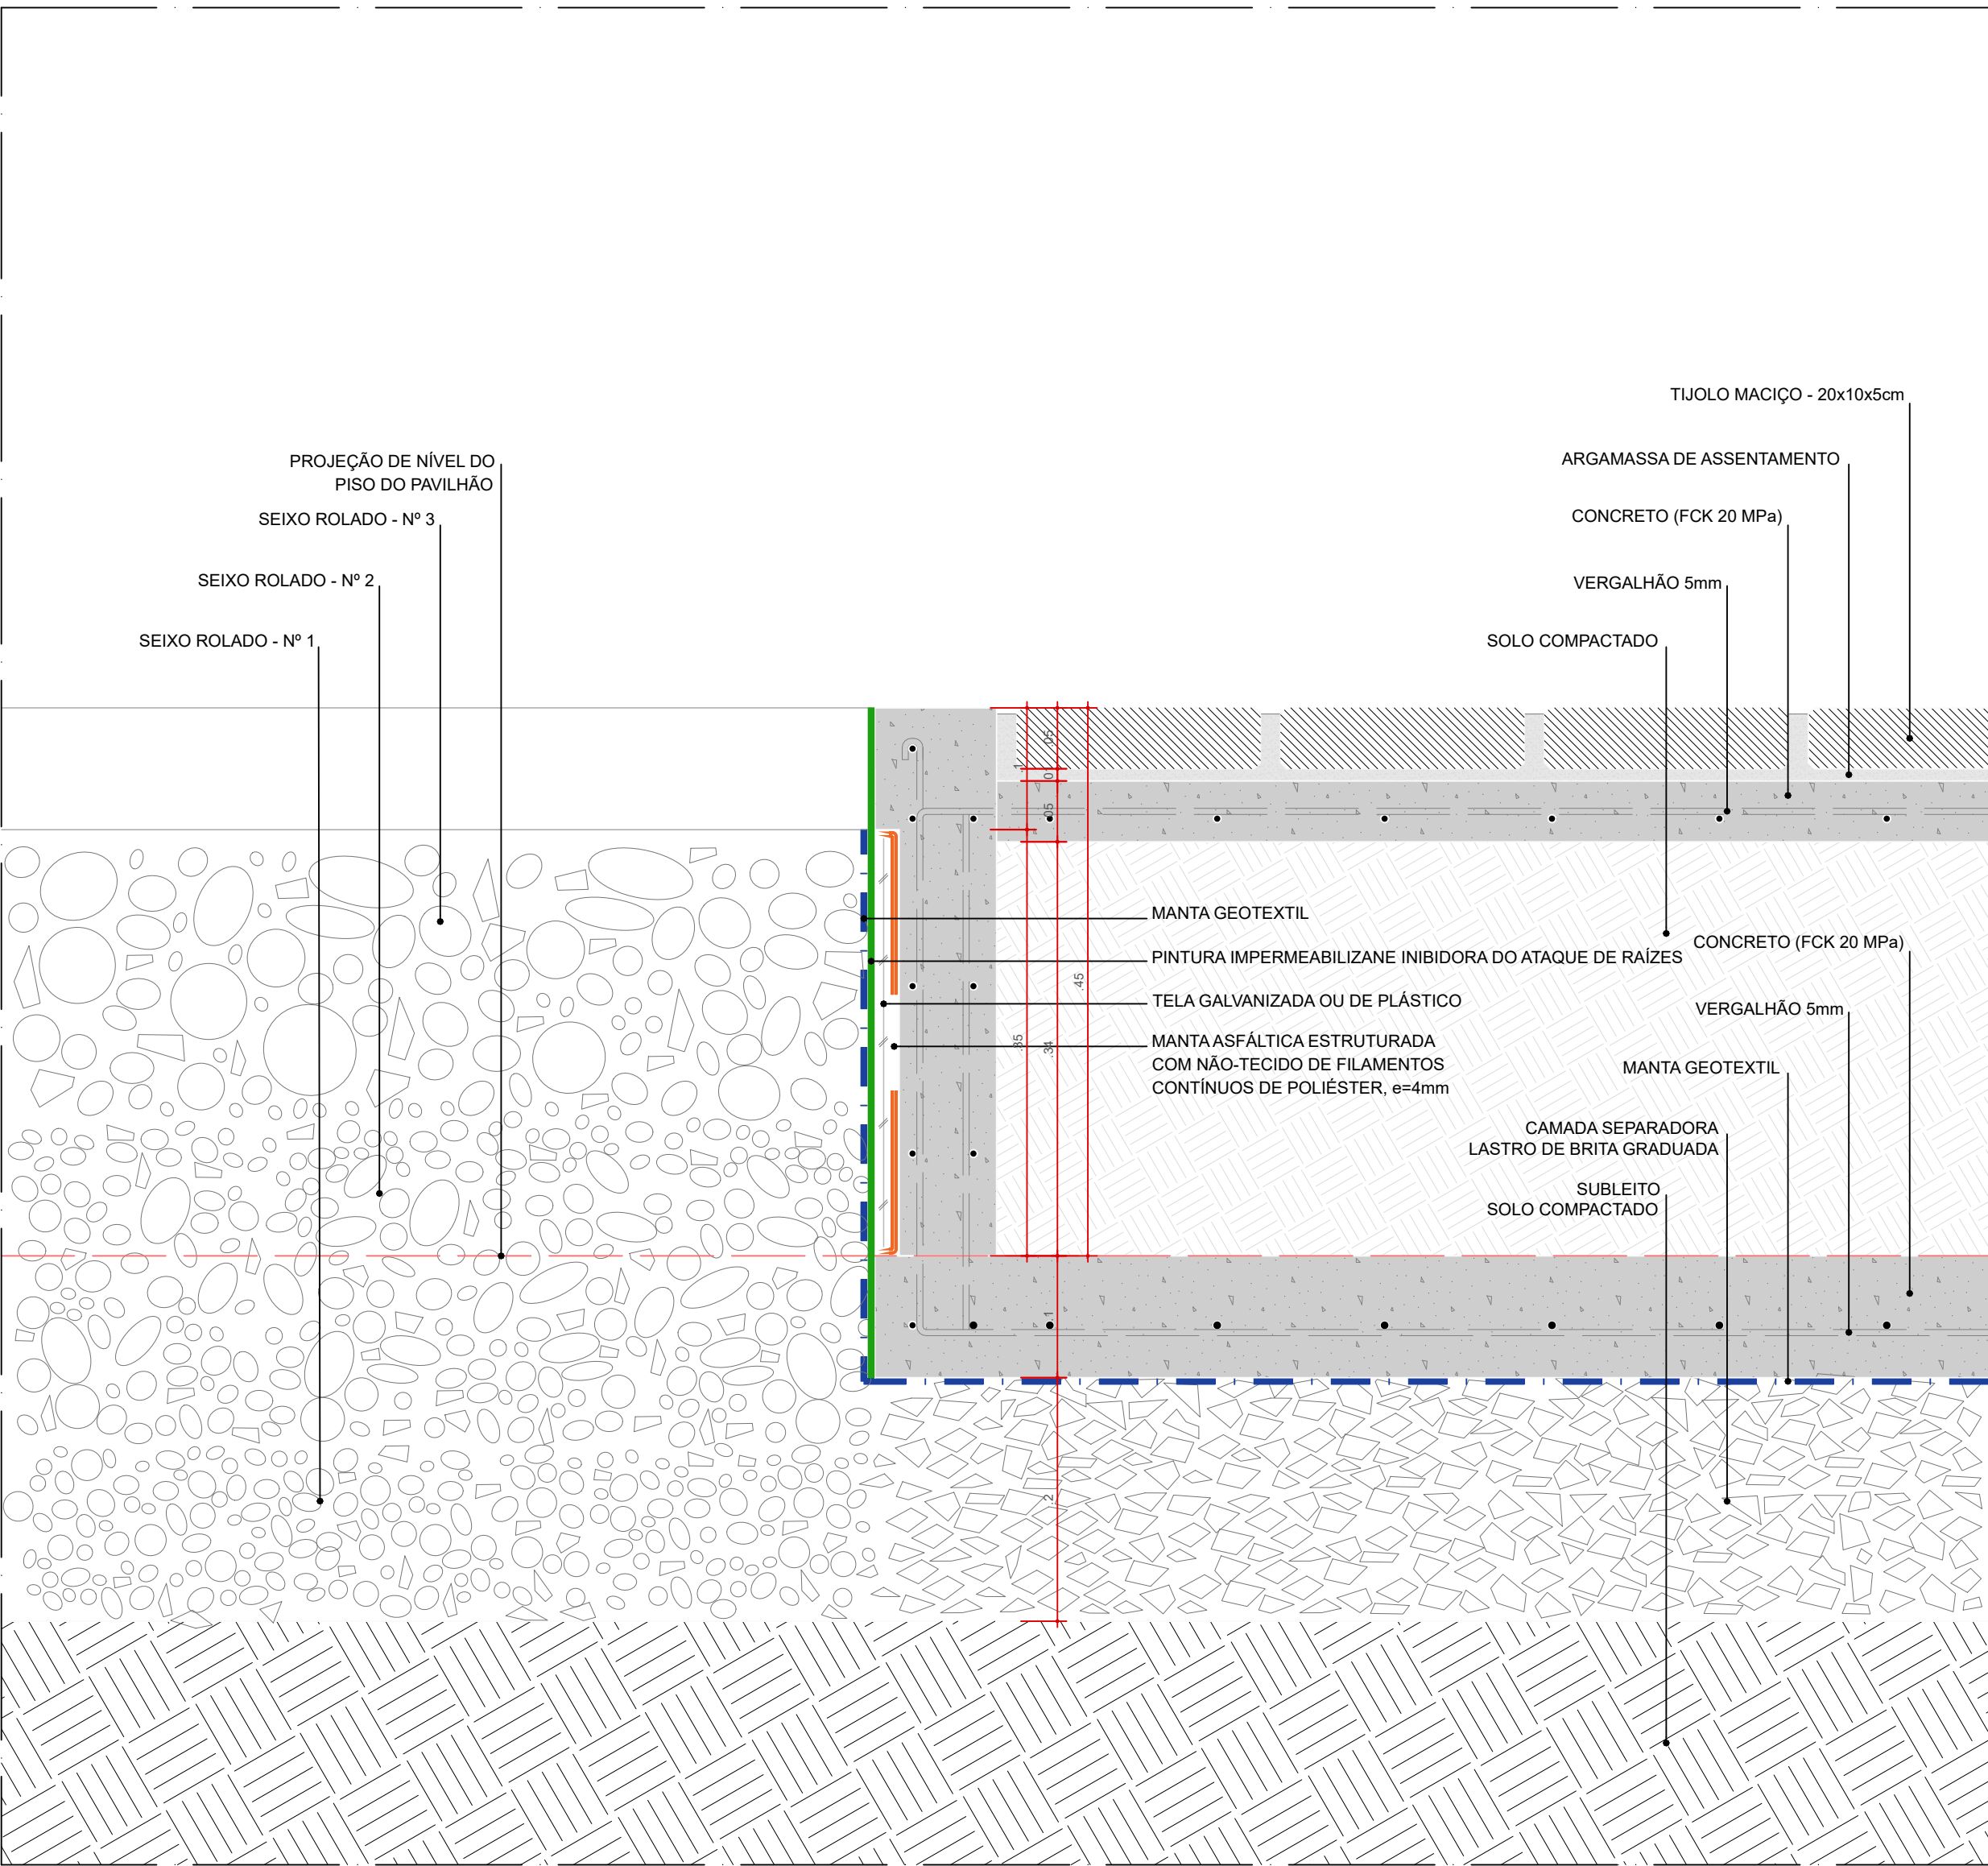 TIJOLO MACIÇO - 20x10x5cm
PROJEÇÃO DE NÍVEL DO
PISO DO PAVILHÃO
ARGAMASSA DE ASSENTAMENTO
SEIXO ROLADO - Nº 3
CONCRETO (FCK 20 MPa)
SEIXO ROLADO - Nº 2
VERGALHÃO 5mm
SEIXO ROLADO - Nº 1
SOLO COMPACTADO
.05
.1
.01
.05
MANTA GEOTEXTIL
CONCRETO (FCK 20 MPa)
PINTURA IMPERMEABILIZANE INIBIDORA DO ATAQUE DE RAÍZES
.45
TELA GALVANIZADA OU DE PLÁSTICO
VERGALHÃO 5mm
.35
.34
MANTA ASFÁLTICA ESTRUTURADA
COM NÃO-TECIDO DE FILAMENTOS
CONTÍNUOS DE POLIÉSTER, e=4mm
MANTA GEOTEXTIL
CAMADA SEPARADORA
LASTRO DE BRITA GRADUADA
SUBLEITO
SOLO COMPACTADO
.1
.2